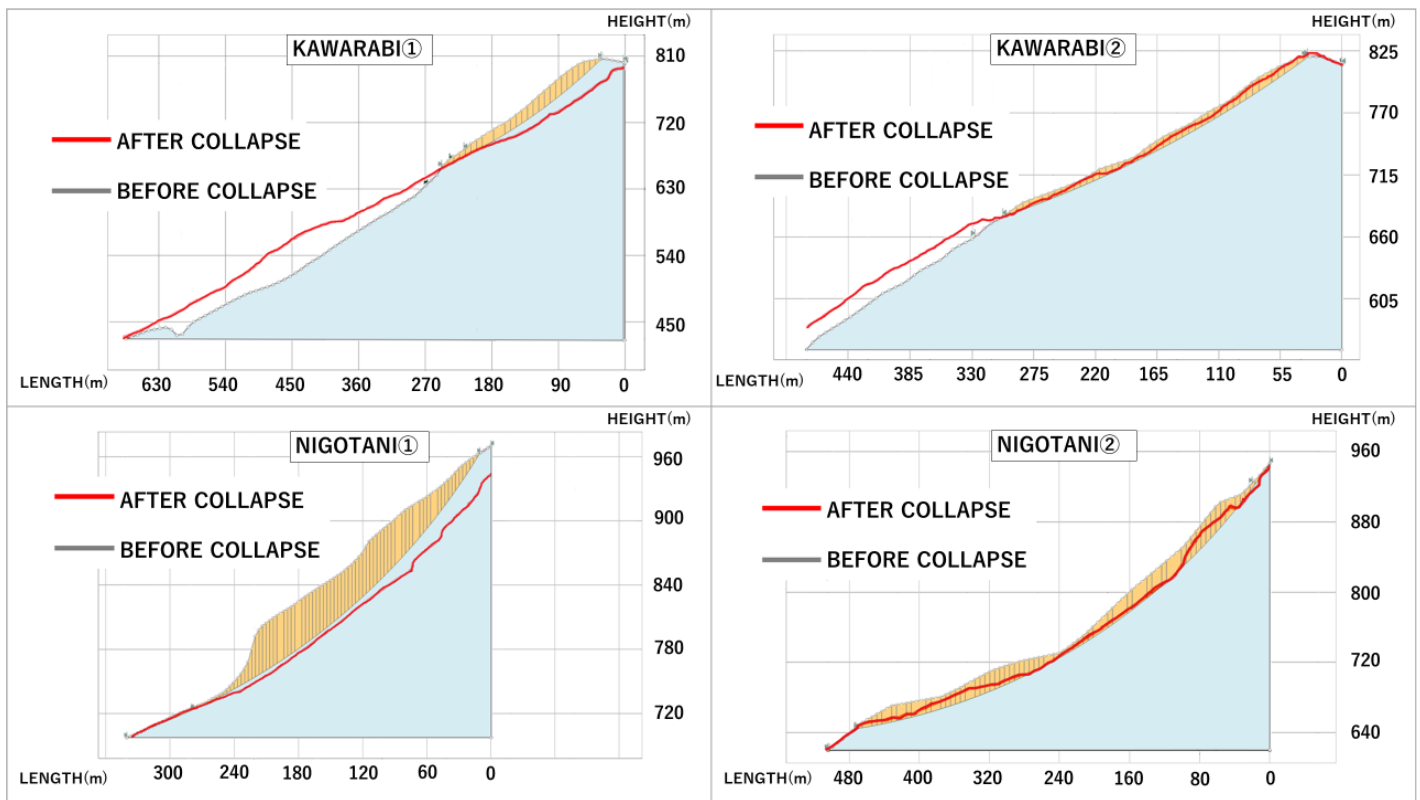 HEIGHT(m)
KAWARABI①
810
AFTER COLLAPSE
720
BEFORE COLLAPSE
630
540
450
LENGTH(m) 630 540 450 360 270 180 90 0
HEIGHT(m)
KAWARABI②
825
AFTER COLLAPSE
770
BEFORE COLLAPSE
715
660
605
LENGTH(m) 440 385 330 275 220 165 110 55 0
HEIGHT(m)
NIGOTANI①
960
AFTER COLLAPSE
900
BEFORE COLLAPSE
840
780
720
LENGTH(m) 300 240 180 120 60 0
HEIGHT(m)
NIGOTANI②
960
AFTER COLLAPSE
880
BEFORE COLLAPSE
800
720
640
LENGTH(m) 480 400 320 240 160 80 0